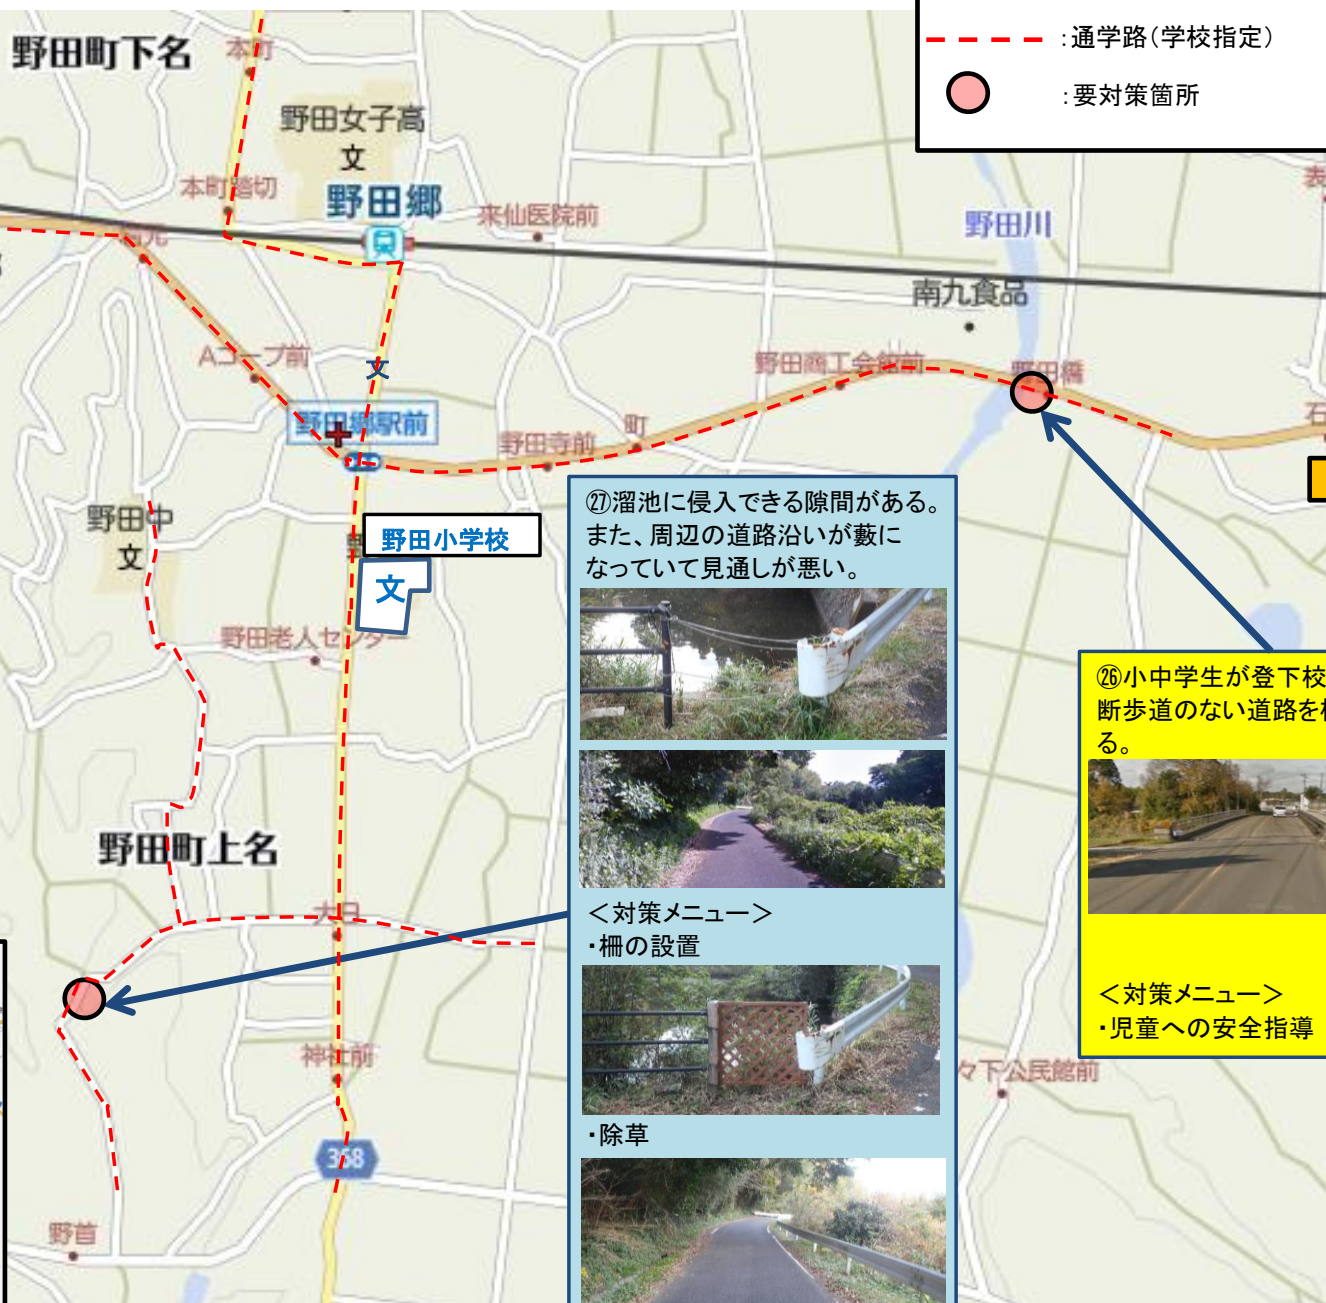 :通学路(学校指定)
:要対策箇所
野田町下名
本町
野田女子高
文
本町踏切
野田郷
来仙医院前
野田川
表
南九食品
Aコープ前
文
野田商工会館前
野田橋
野田郷駅前
野田寺前
町
石
野田中
文
野田小学校
文
野田老人センター
㉗溜池に侵入できる隙間がある。
また、周辺の道路沿いが藪に
なっていて見通しが悪い。
㉖小中学生が登下校
断歩道のない道路を
る。
野田町上名
大日
<対策メニュー>
・柵の設置
<対策メニュー>
・児童への安全指導
神社前
々下公民館前
・除草
368
野首